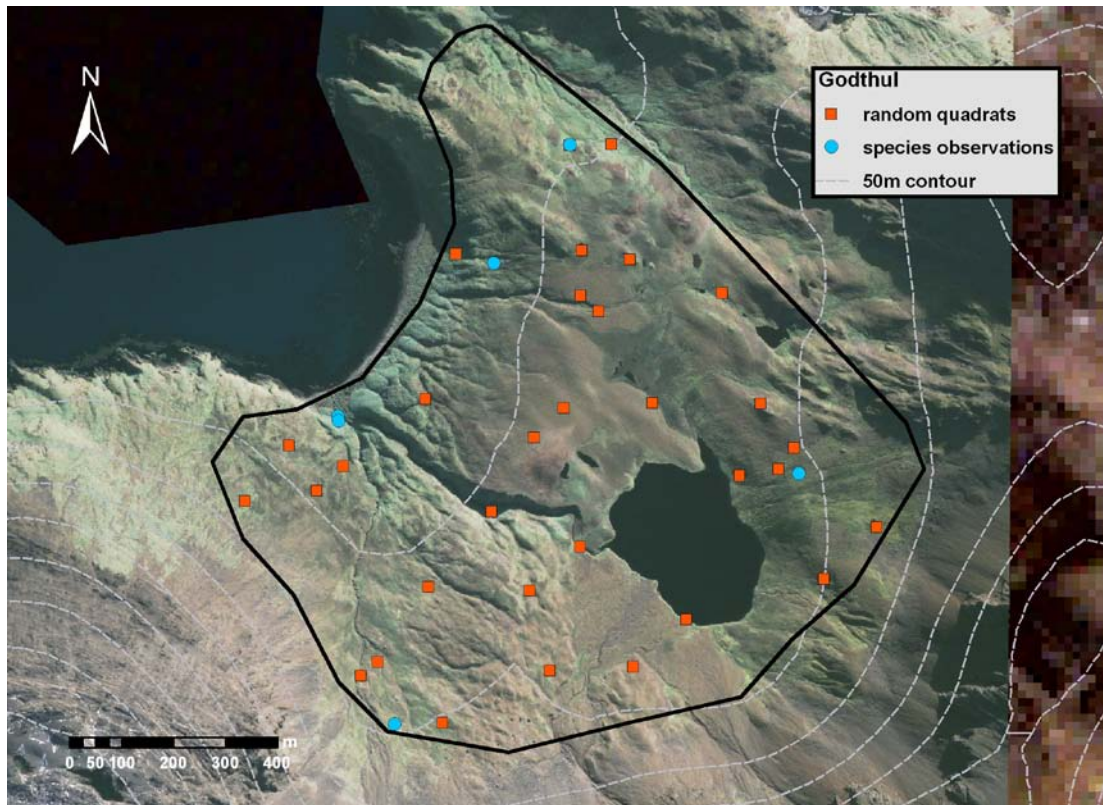 N
Godthul
random quadrats
species observations
50m contour
m
0 50 100 200 300 400